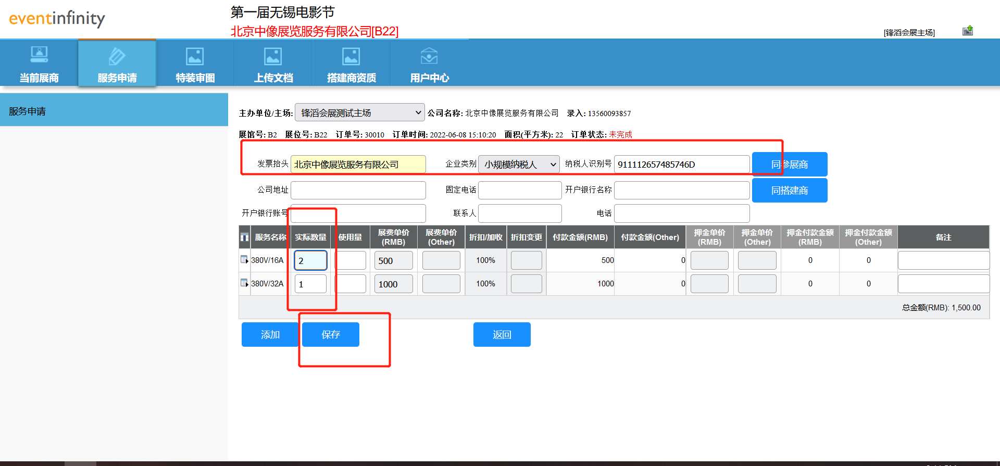 eventinfinity
第一届无锡电影节
北京中像展览服务有限公司[B22]
[锋滔会展主场]
当前展商 服务申请 特装审图 上传文档 搭建商资质 用户中心
服务申请
主办单位/主场: 锋滔会展测试主场 公司名称: 北京中像展览服务有限公司 录入: 13560093857
展馆号: B2 展位号: B22 订单号: 30010 订单时间: 2022-06-08 15:10:20 面积(平方米): 22 订单状态: 未完成
发票抬头 北京中像展览服务有限公司 企业类别 小规模纳税人 纳税人识别号 911112657485746D 同参展商
公司地址 固定电话 开户银行名称 同搭建商
开户银行账号 联系人 电话
服务名称 实际数量 使用量 展费单价(RMB) 展费单价(Other) 折扣/加收 折扣变更 付款金额(RMB) 付款金额(Other) 押金单价(RMB) 押金单价(Other) 押金付款金额(RMB) 押金付款金额(Other) 备注
380V/16A 2 500 100% 500 0 0 0
380V/32A 1 1000 100% 1000 0 0 0
总金额(RMB): 1,500.00
添加 保存 返回